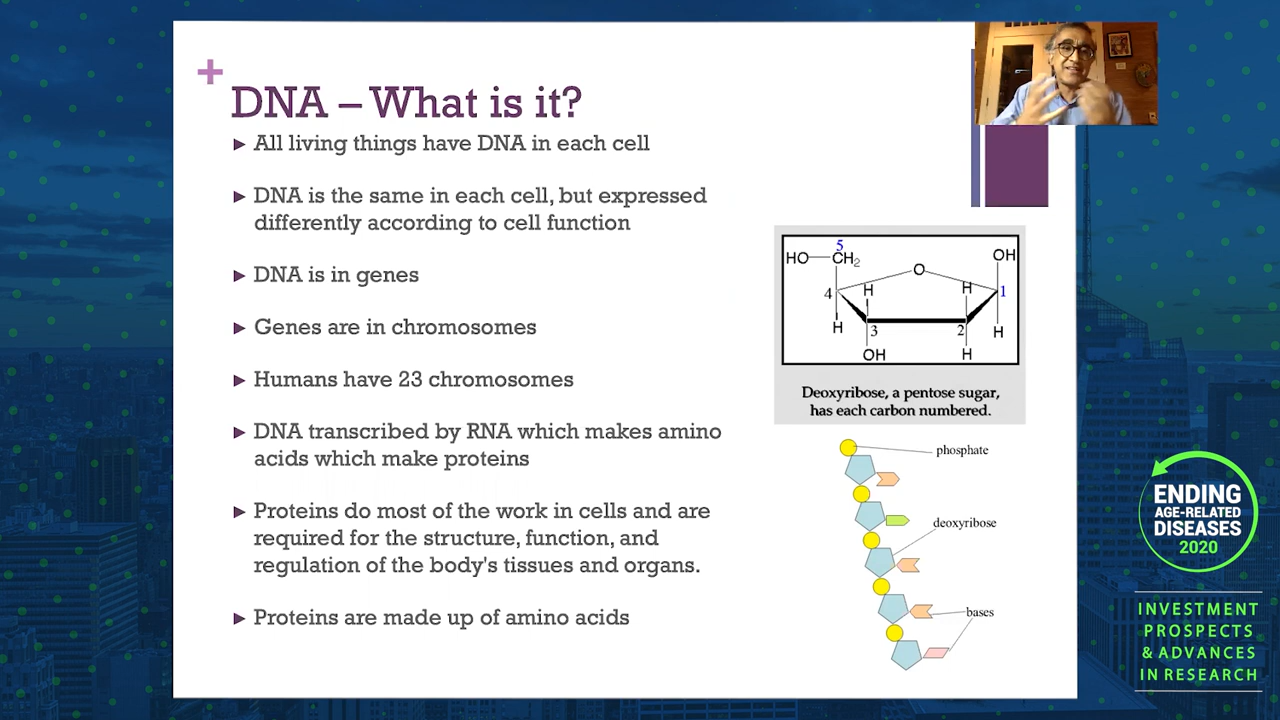 +
DNA – What is it?
► All living things have DNA in each cell
► DNA is the same in each cell, but expressed
differently according to cell function
► DNA is in genes
► Genes are in chromosomes
► Humans have 23 chromosomes
► DNA transcribed by RNA which makes amino
acids which make proteins
► Proteins do most of the work in cells and are
required for the structure, function, and
regulation of the body's tissues and organs.
► Proteins are made up of amino acids
5
HO CH2 O OH
4 H H 1
H 3 2 H
OH H
Deoxyribose, a pentose sugar,
has each carbon numbered.
phosphate
deoxyribose
bases
ENDING
AGE-RELATED
DISEASES
2020
INVESTMENT
PROSPECTS
& ADVANCES
IN RESEARCH